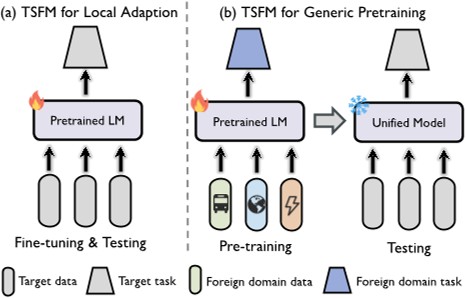 (a) TSFM for Local Adaption
(b) TSFM for Generic Pretraining
Pretrained LM
Pretrained LM
Unified Model
Fine-tuning & Testing
Pre-training
Testing
Target data
Target task
Foreign domain data
Foreign domain task